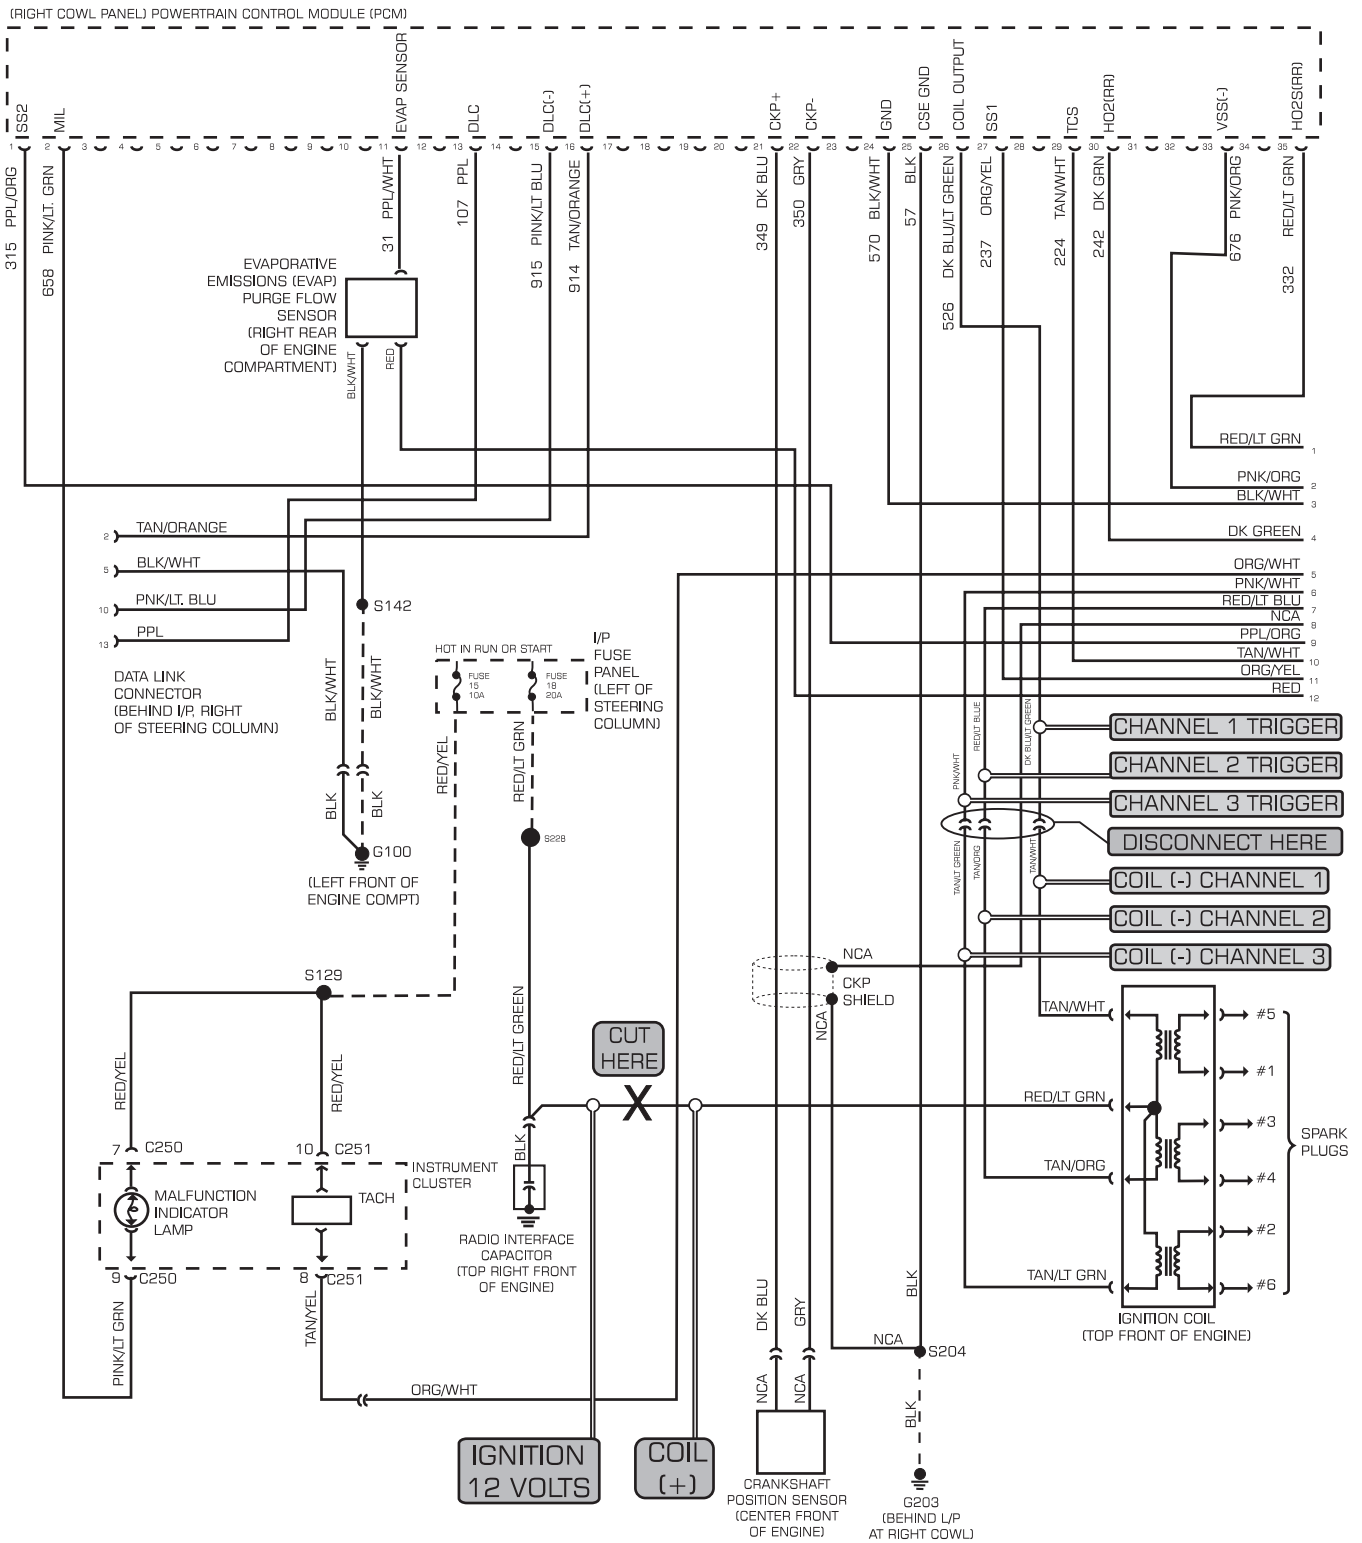 (RIGHT COWL PANEL) POWERTRAIN CONTROL MODULE (PCM)
SS2
MIL
EVAP SENSOR
DLC
DLC(-)
DLC(+)
CKP+
CKP-
GND
CSE GND
COIL OUTPUT
SS1
TCS
HO2(RR)
VSS(-)
HO2S(RR)
1 2 3 4 5 6 7 8 9 10 11 12 13 14 15 16 17 18 19 20 21 22 23 24 25 26 27 28 29 30 31 32 33 34 35
315 PPL/ORG
658 PINK/LT. GRN
31 PPL/WHT
107 PPL
915 PINK/LT BLU
914 TAN/ORANGE
349 DK BLU
350 GRY
570 BLK/WHT
57 BLK
526 DK BLU/LT GREEN
237 ORG/YEL
224 TAN/WHT
242 DK GRN
676 PNK/ORG
332 RED/LT GRN
EVAPORATIVE
EMISSIONS (EVAP)
PURGE FLOW
SENSOR
(RIGHT REAR
OF ENGINE
COMPARTMENT)
BLK/WHT
RED
RED/LT GRN 1
PNK/ORG 2
BLK/WHT 3
DK GREEN 4
ORG/WHT 5
PNK/WHT 6
RED/LT BLU 7
NCA 8
PPL/ORG 9
TAN/WHT 10
ORG/YEL 11
RED 12
2 TAN/ORANGE
5 BLK/WHT
10 PNK/LT. BLU
13 PPL
DATA LINK
CONNECTOR
(BEHIND I/P, RIGHT
OF STEERING COLUMN)
S142
BLK/WHT
BLK/WHT
BLK
BLK
G100
(LEFT FRONT OF
ENGINE COMPT)
HOT IN RUN OR START
FUSE
15
10A
FUSE
18
20A
I/P
FUSE
PANEL
(LEFT OF
STEERING
COLUMN)
RED/YEL
RED/LT GRN
S228
PNK/WHT
RED/LT BLUE
DK BLU/LT GREEN
CHANNEL 1 TRIGGER
CHANNEL 2 TRIGGER
CHANNEL 3 TRIGGER
DISCONNECT HERE
TAN/LT GREEN
TAN/ORG
TAN/WHT
COIL (-) CHANNEL 1
COIL (-) CHANNEL 2
COIL (-) CHANNEL 3
S129
NCA
CKP
SHIELD
NCA
RED/YEL
RED/YEL
RED/LT GREEN
CUT
HERE
X
TAN/WHT
RED/LT GRN
TAN/ORG
TAN/LT GRN
#5
#1
#3
#4
#2
#6
SPARK
PLUGS
IGNITION COIL
(TOP FRONT OF ENGINE)
7 C250
10 C251
INSTRUMENT
CLUSTER
MALFUNCTION
INDICATOR
LAMP
TACH
9 C250
8 C251
BLK
RADIO INTERFACE
CAPACITOR
(TOP RIGHT FRONT
OF ENGINE)
PINK/LT GRN
TAN/YEL
ORG/WHT
DK BLU
GRY
BLK
NCA
S204
NCA
NCA
BLK
IGNITION
12 VOLTS
COIL
(+)
CRANKSHAFT
POSITION SENSOR
(CENTER FRONT
OF ENGINE)
G203
(BEHIND L/P
AT RIGHT COWL)